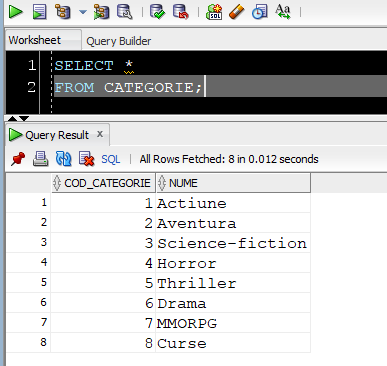 SQL
Worksheet Query Builder
1 SELECT *
2 FROM CATEGORIE;
Query Result x
SQL | All Rows Fetched: 8 in 0.012 seconds
COD_CATEGORIE NUME
1 1 Actiune
2 2 Aventura
3 3 Science-fiction
4 4 Horror
5 5 Thriller
6 6 Drama
7 7 MMORPG
8 8 Curse